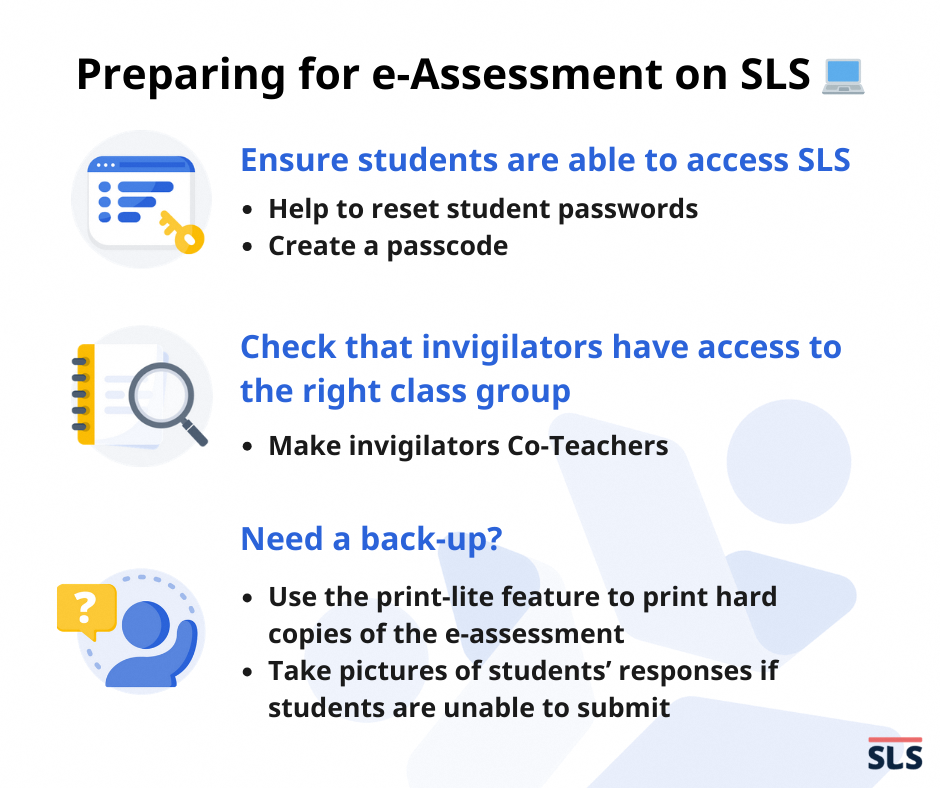 Preparing for e-Assessment on SLS
Ensure students are able to access SLS
• Help to reset student passwords
• Create a passcode
Check that invigilators have access to
the right class group
• Make invigilators Co-Teachers
Need a back-up?
?
• Use the print-lite feature to print hard
copies of the e-assessment
• Take pictures of students’ responses if
students are unable to submit
SLS